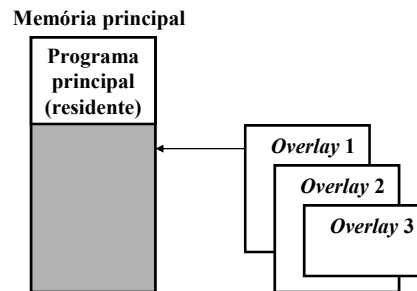 Memória principal
Programa
principal
(residente)
Overlay 1
Overlay 2
Overlay 3